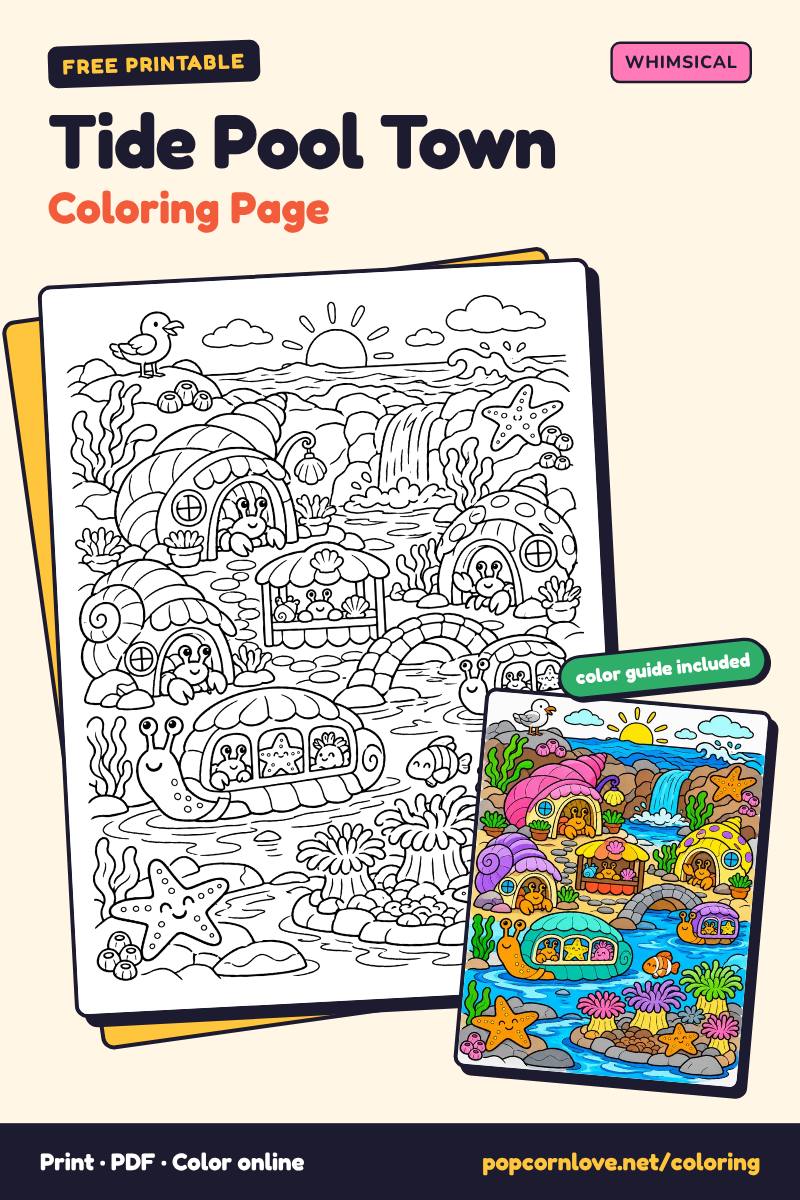 FREE PRINTABLE
WHIMSICAL
Tide Pool Town
Coloring Page
color guide included
Print · PDF · Color online
popcornlove.net/coloring